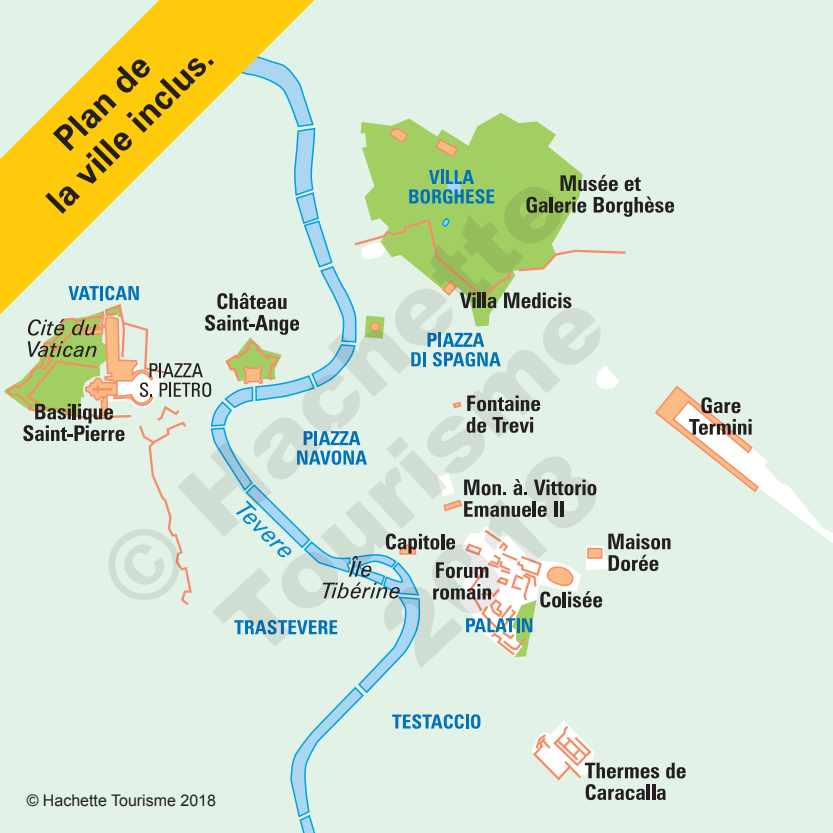 Plan de
la ville inclus.
VILLA
BORGHESE
Musée et
Galerie Borghèse
VATICAN
Cité du
Vatican
Château
Saint-Ange
Villa Medicis
PIAZZA
DI SPAGNA
PIAZZA
S. PIETRO
Basilique
Saint-Pierre
Fontaine
de Trevi
Gare
Termini
PIAZZA
NAVONA
Mon. à. Vittorio
Emanuele II
Tevere
Capitole
Maison
Dorée
Île
Tibérine
Forum
romain
Colisée
TRASTEVERE
PALATIN
TESTACCIO
Thermes de
Caracalla
© Hachette
Tourisme
2018
© Hachette Tourisme 2018